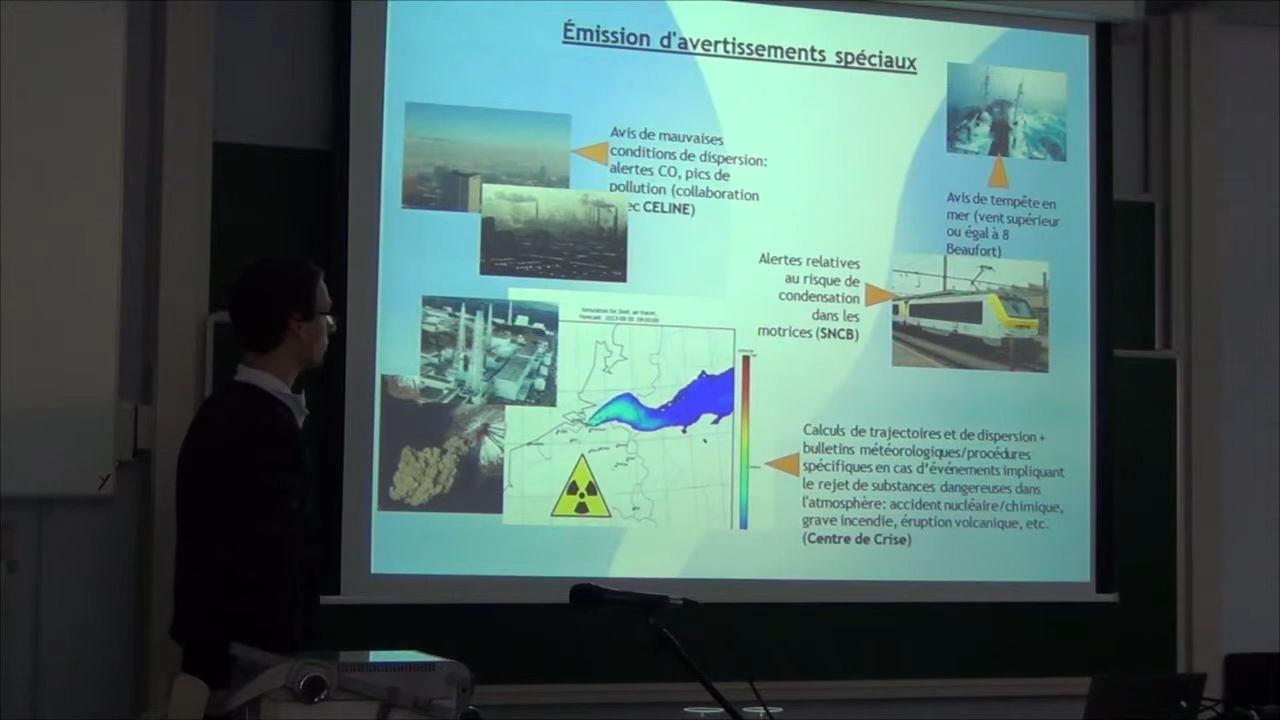 Émission d'avertissements spéciaux
Avis de mauvaises
conditions de dispersion:
alertes CO, pics de
pollution (collaboration
ec CELINE)
Avis de tempête en
mer (vent supérieur
ou égal à 8
Beaufort)
Alertes relatives
au risque de
condensation
dans les
motrices (SNCB)
Calculs de trajectoires et de dispersion +
bulletins météorologiques/procédures
spécifiques en cas d'événements impliquant
le rejet de substances dangereuses dans
l'atmosphère: accident nucléaire/chimique,
grave incendie, éruption volcanique, etc.
(Centre de Crise)